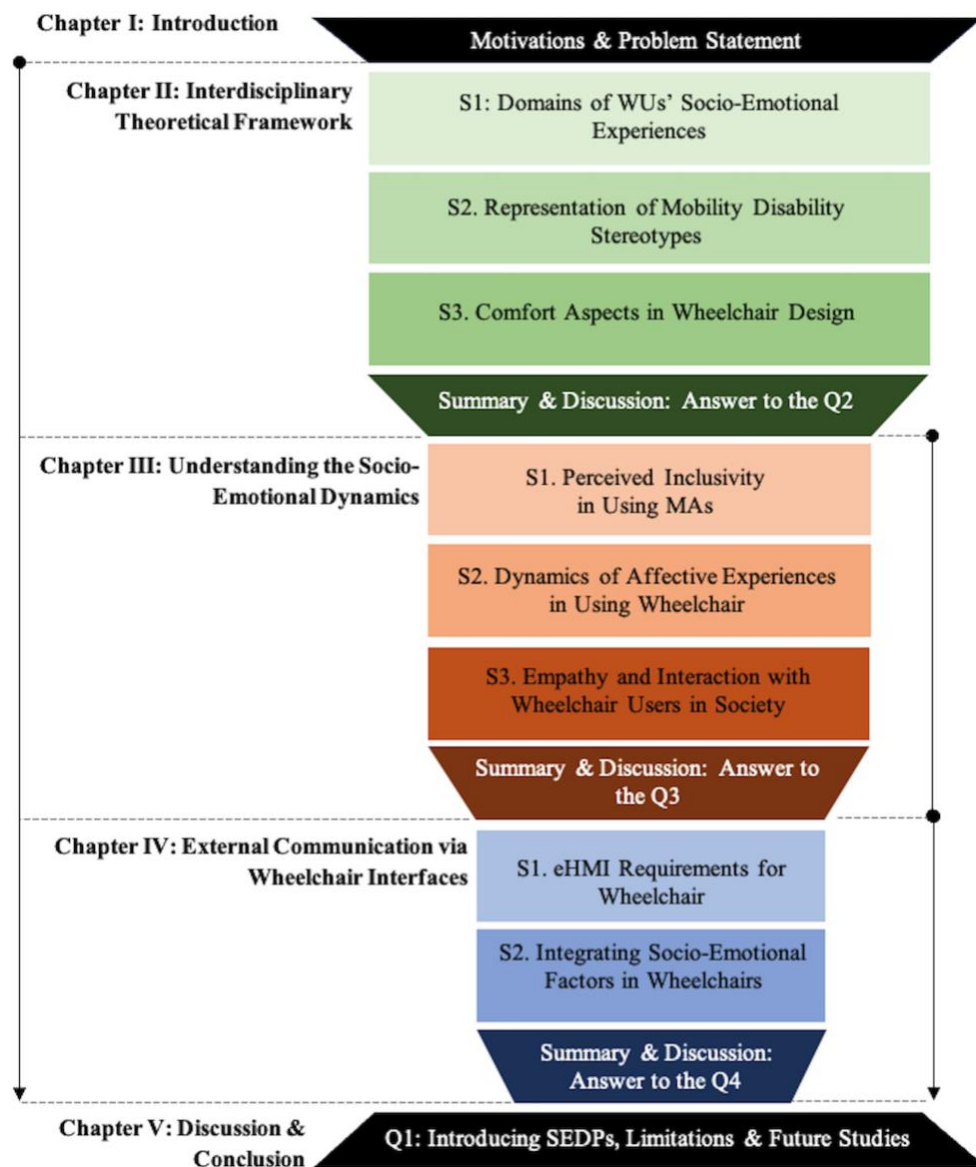 Chapter I: Introduction
Motivations & Problem Statement
Chapter II: Interdisciplinary
Theoretical Framework
S1: Domains of WUs' Socio-Emotional
Experiences
S2. Representation of Mobility Disability
Stereotypes
S3. Comfort Aspects in Wheelchair Design
Summary & Discussion: Answer to the Q2
Chapter III: Understanding the Socio-
Emotional Dynamics
S1. Perceived Inclusivity
in Using MAs
S2. Dynamics of Affective Experiences
in Using Wheelchair
S3. Empathy and Interaction with
Wheelchair Users in Society
Summary & Discussion: Answer to
the Q3
Chapter IV: External Communication via
Wheelchair Interfaces
S1. eHMI Requirements for
Wheelchair
S2. Integrating Socio-Emotional
Factors in Wheelchairs
Summary & Discussion:
Answer to the Q4
Chapter V: Discussion &
Conclusion
Q1: Introducing SEDPs, Limitations & Future Studies